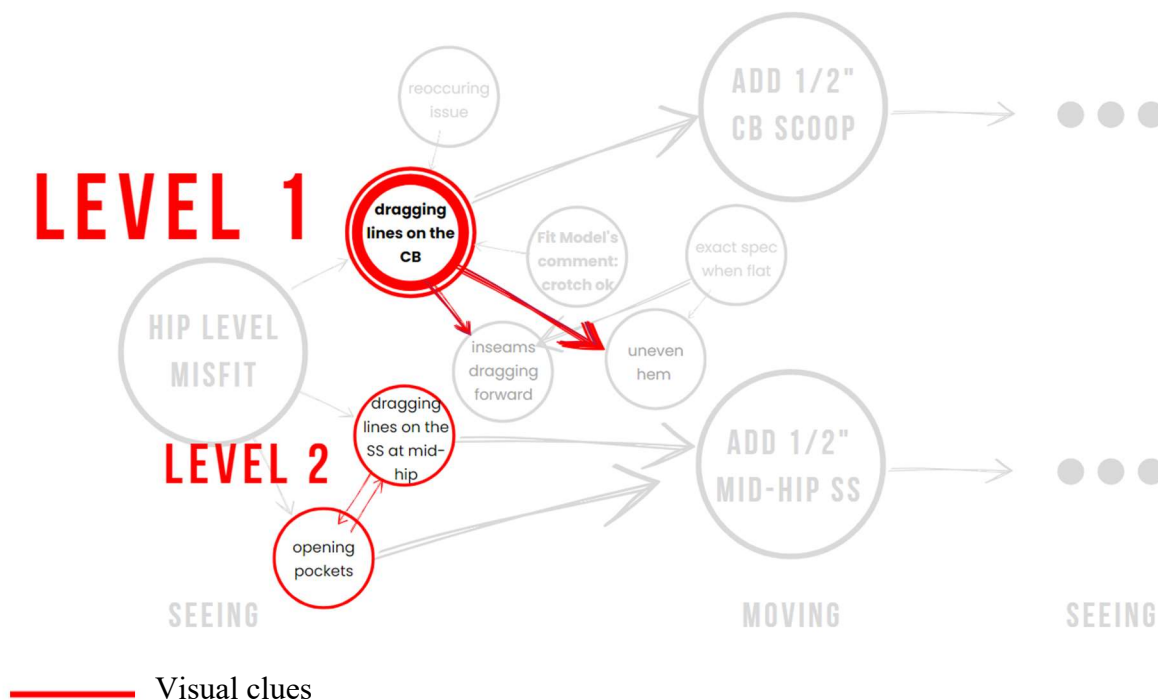 reoccuring
issue
ADD 1/2"
CB SCOOP
LEVEL 1
dragging
lines on the
CB
Fit Model's
comment:
crotch ok
exact spec
when flat
HIP LEVEL
MISFIT
inseams
dragging
forward
uneven
hem
dragging
lines on the
SS at mid-
hip
LEVEL 2
ADD 1/2"
MID-HIP SS
opening
pockets
SEEING
MOVING
SEEING
Visual clues